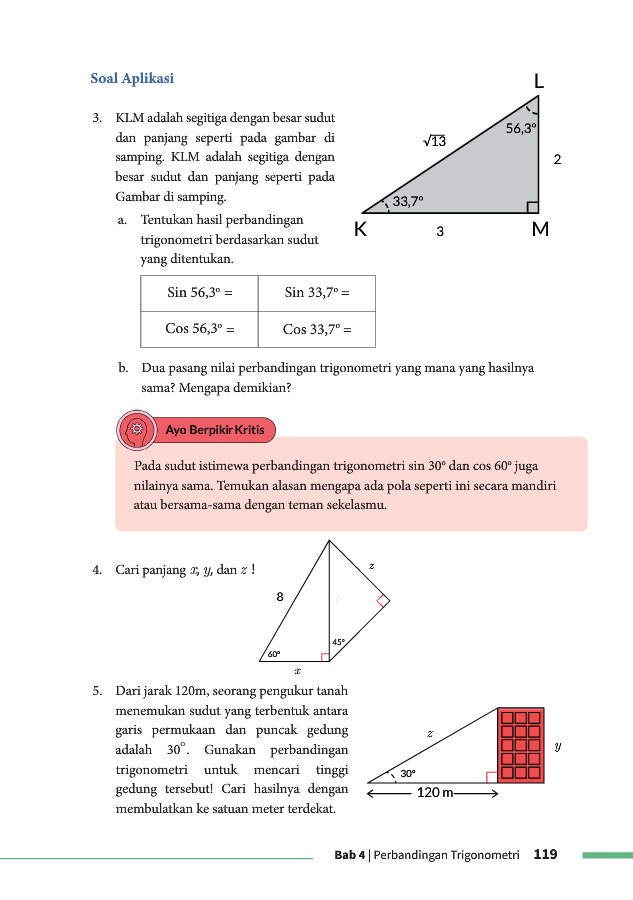 Soal Aplikasi
3. KLM adalah segitiga dengan besar sudut
dan panjang seperti pada gambar di
samping. KLM adalah segitiga dengan
besar sudut dan panjang seperti pada
Gambar di samping.
L
56,3°
√13
2
33,7°
K
3
M
a. Tentukan hasil perbandingan
trigonometri berdasarkan sudut
yang ditentukan.
Sin 56,3° = Sin 33,7° =
Cos 56,3° = Cos 33,7° =
b. Dua pasang nilai perbandingan trigonometri yang mana yang hasilnya
sama? Mengapa demikian?
Ayo Berpikir Kritis
Pada sudut istimewa perbandingan trigonometri sin 30° dan cos 60° juga
nilainya sama. Temukan alasan mengapa ada pola seperti ini secara mandiri
atau bersama-sama dengan teman sekelasmu.
4. Cari panjang x, y, dan z !
8
z
45°
60°
x
5. Dari jarak 120m, seorang pengukur tanah
menemukan sudut yang terbentuk antara
garis permukaan dan puncak gedung
adalah 30°. Gunakan perbandingan
trigonometri untuk mencari tinggi
gedung tersebut! Cari hasilnya dengan
membulatkan ke satuan meter terdekat.
z
y
30°
120 m
Bab 4 | Perbandingan Trigonometri 119